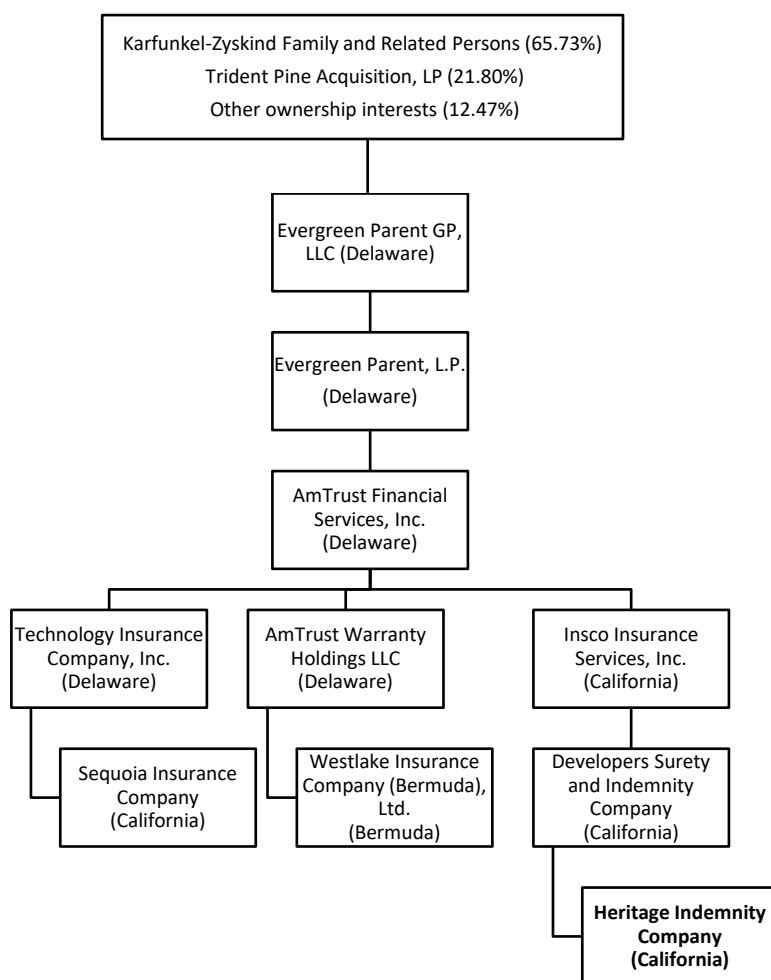 Karfunkel-Zyskind Family and Related Persons (65.73%)
Trident Pine Acquisition, LP (21.80%)
Other ownership interests (12.47%)
Evergreen Parent GP,
LLC (Delaware)
Evergreen Parent, L.P.
(Delaware)
AmTrust Financial
Services, Inc.
(Delaware)
Technology Insurance
Company, Inc.
(Delaware)
AmTrust Warranty
Holdings LLC
(Delaware)
Insco Insurance
Services, Inc.
(California)
Sequoia Insurance
Company
(California)
Westlake Insurance
Company (Bermuda),
Ltd.
(Bermuda)
Developers Surety
and Indemnity
Company
(California)
Heritage Indemnity
Company
(California)